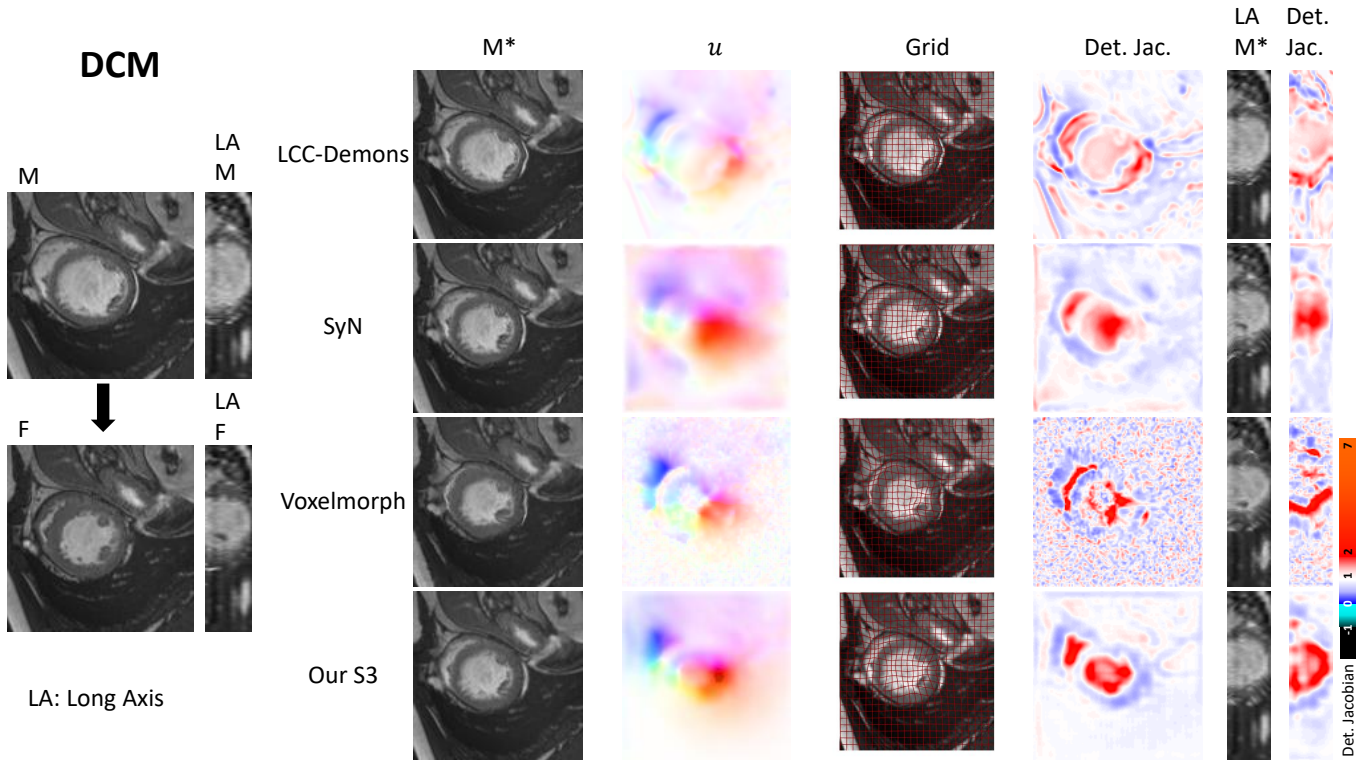 DCM
M*
u
Grid
Det. Jac.
LA
M*
Det.
Jac.
M
LA
M
F
LA
F
LA: Long Axis
LCC-Demons
SyN
Voxelmorph
Our S3
7
2
1
0
-1
Det. Jacobian